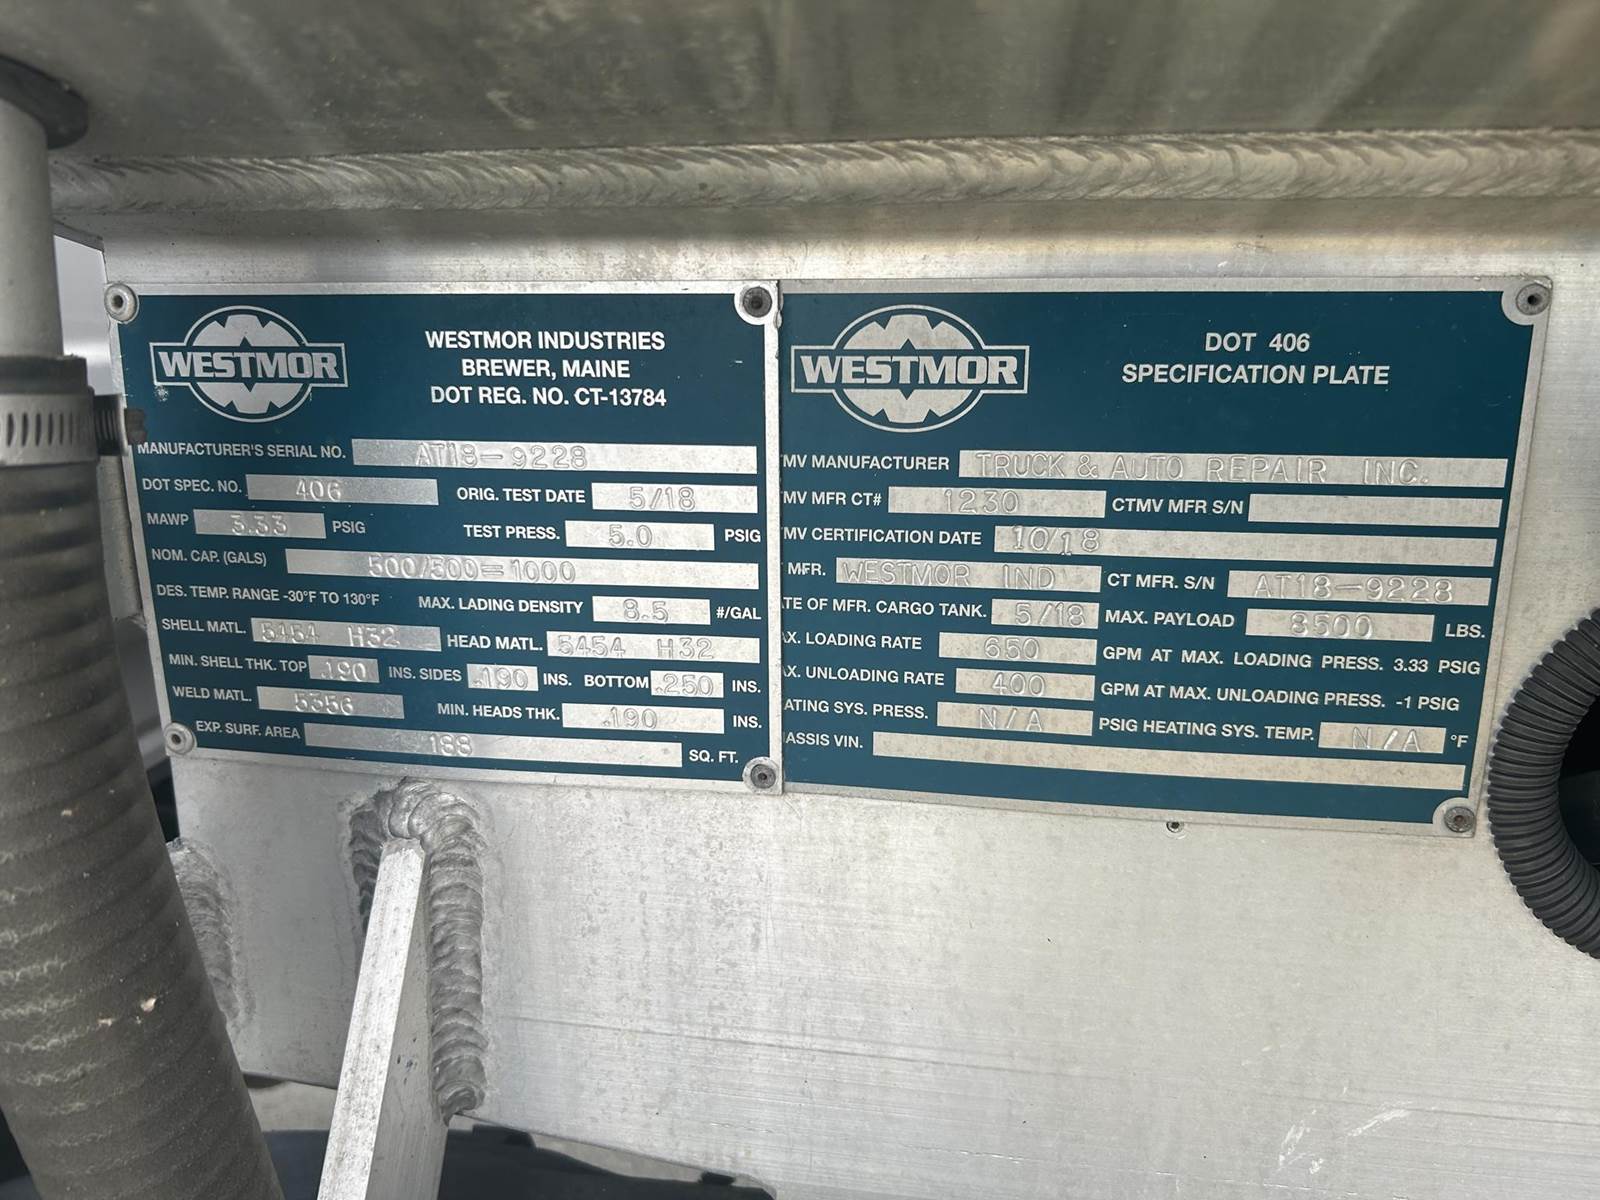 WESTMOR
WESTMOR INDUSTRIES
BREWER, MAINE
DOT REG. NO. CT-13784
MANUFACTURER'S SERIAL NO. AT18-9228
DOT SPEC. NO. 406 ORIG. TEST DATE 5/18
MAWP 3.33 PSIG TEST PRESS. 5.0 PSIG
NOM. CAP. (GALS) 500/500=1000
DES. TEMP. RANGE -30°F TO 130°F MAX. LADING DENSITY 8.5 #/GAL
SHELL MATL. 5454 H32 HEAD MATL. 5454 H32
MIN. SHELL THK. TOP .190 INS. SIDES .190 INS. BOTTOM .250 INS.
WELD MATL. 5356 MIN. HEADS THK. .190 INS.
EXP. SURF. AREA 188 SQ. FT.
WESTMOR
DOT 406
SPECIFICATION PLATE
TMV MANUFACTURER TRUCK & AUTO REPAIR INC.
TMV MFR CT# 1230 CTMV MFR S/N
TMV CERTIFICATION DATE 10/18
MFR. WESTMOR IND CT MFR. S/N AT18-9228
TE OF MFR. CARGO TANK. 5/18 MAX. PAYLOAD 8500 LBS.
X. LOADING RATE 650 GPM AT MAX. LOADING PRESS. 3.33 PSIG
X. UNLOADING RATE 400 GPM AT MAX. UNLOADING PRESS. -1 PSIG
ATING SYS. PRESS. N/A PSIG HEATING SYS. TEMP. N/A °F
ASSIS VIN.